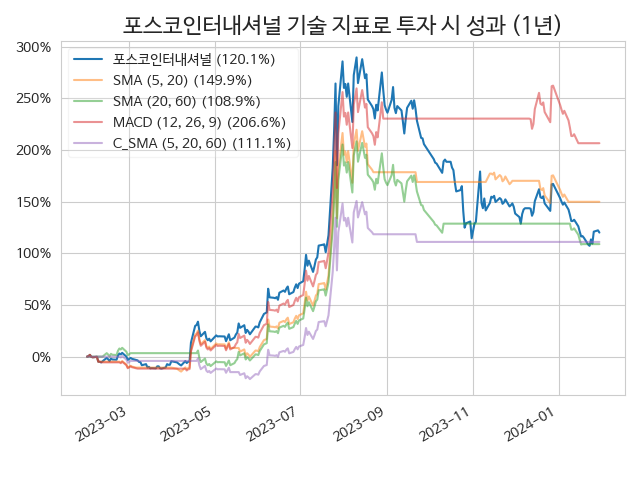 포스코인터내셔널 기술 지표로 투자 시 성과 (1년)
300%
250%
200%
150%
100%
50%
0%
포스코인터내셔널 (120.1%)
SMA (5, 20) (149.9%)
SMA (20, 60) (108.9%)
MACD (12, 26, 9) (206.6%)
C_SMA (5, 20, 60) (111.1%)
2023-03
2023-05
2023-07
2023-09
2023-11
2024-01